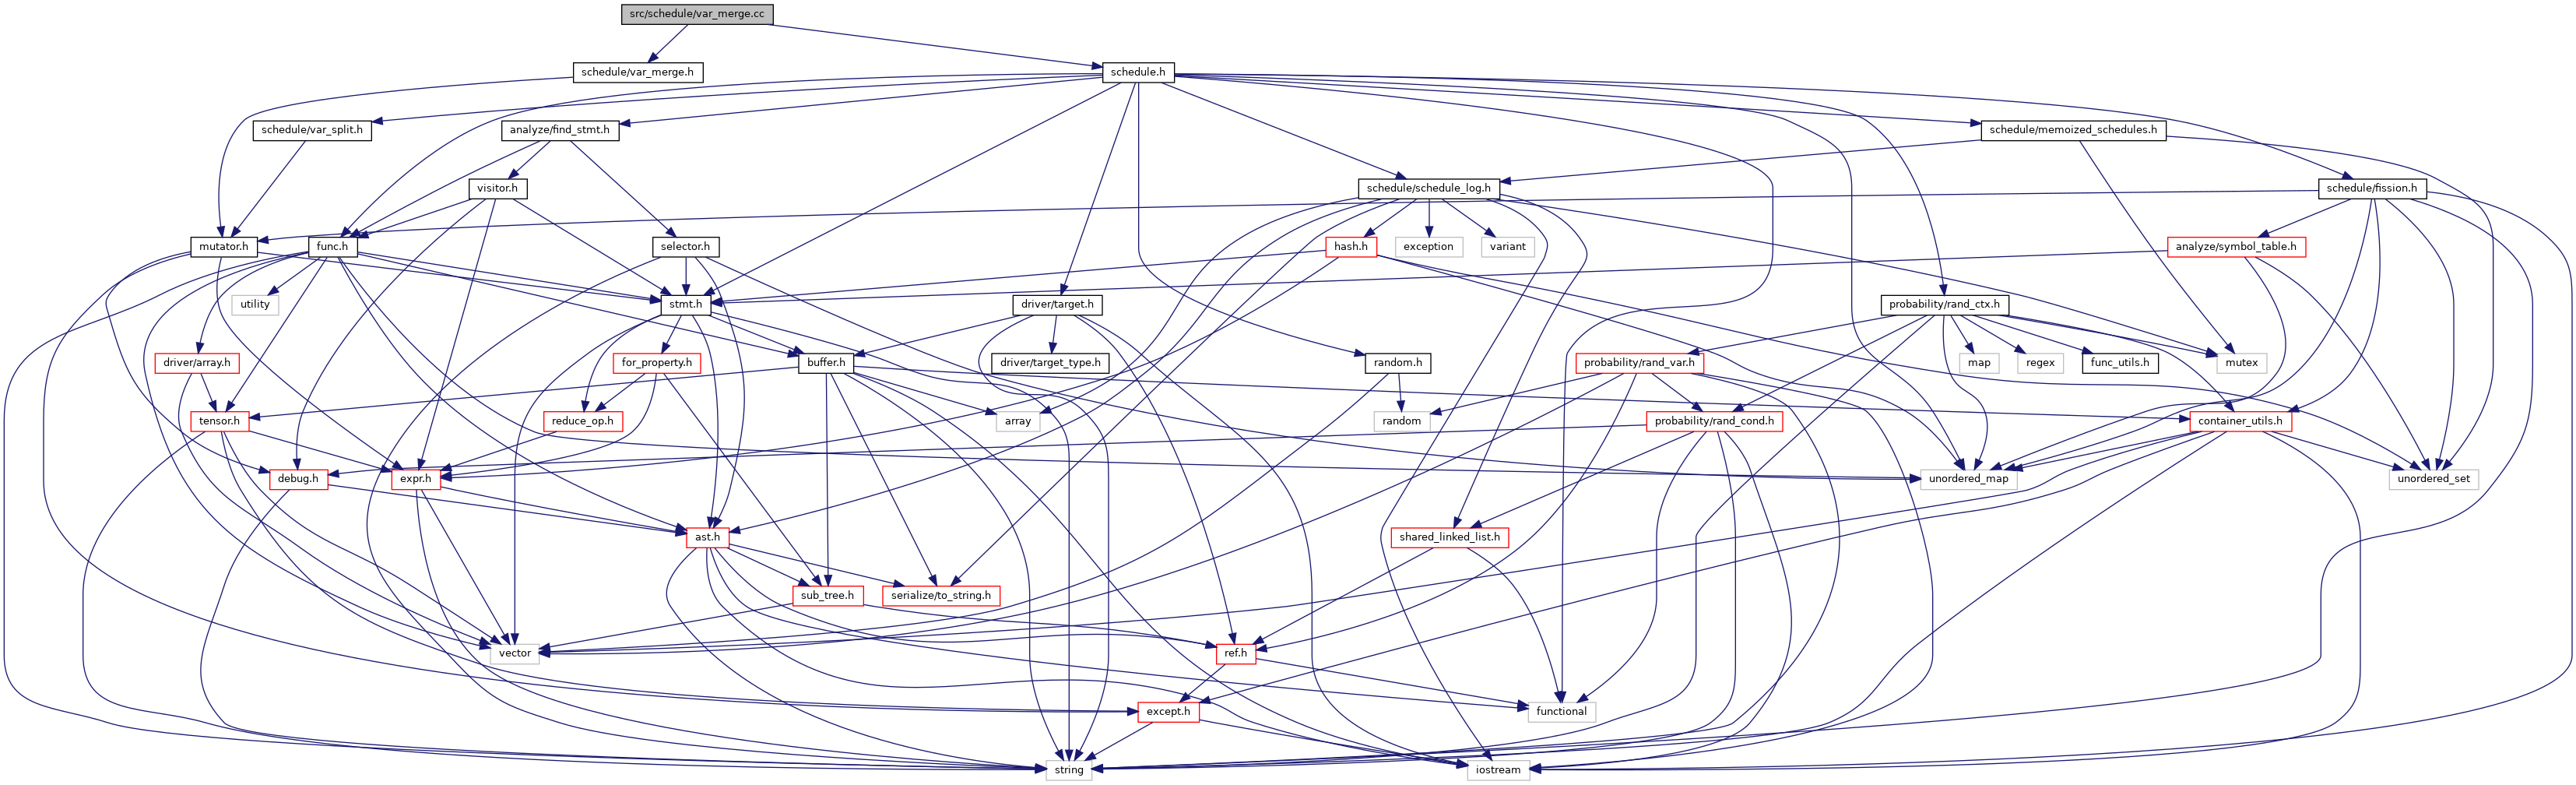 src/schedule/var_merge.cc
schedule/var_merge.h
schedule.h
schedule/var_split.h
analyze/find_stmt.h
schedule/memoized_schedules.h
visitor.h
schedule/schedule_log.h
schedule/fission.h
mutator.h
func.h
selector.h
hash.h
exception
variant
analyze/symbol_table.h
utility
stmt.h
driver/target.h
probability/rand_ctx.h
driver/array.h
for_property.h
buffer.h
driver/target_type.h
random.h
probability/rand_var.h
map
regex
func_utils.h
mutex
tensor.h
reduce_op.h
array
random
probability/rand_cond.h
container_utils.h
debug.h
expr.h
unordered_map
unordered_set
ast.h
shared_linked_list.h
sub_tree.h
serialize/to_string.h
vector
ref.h
except.h
functional
string
iostream